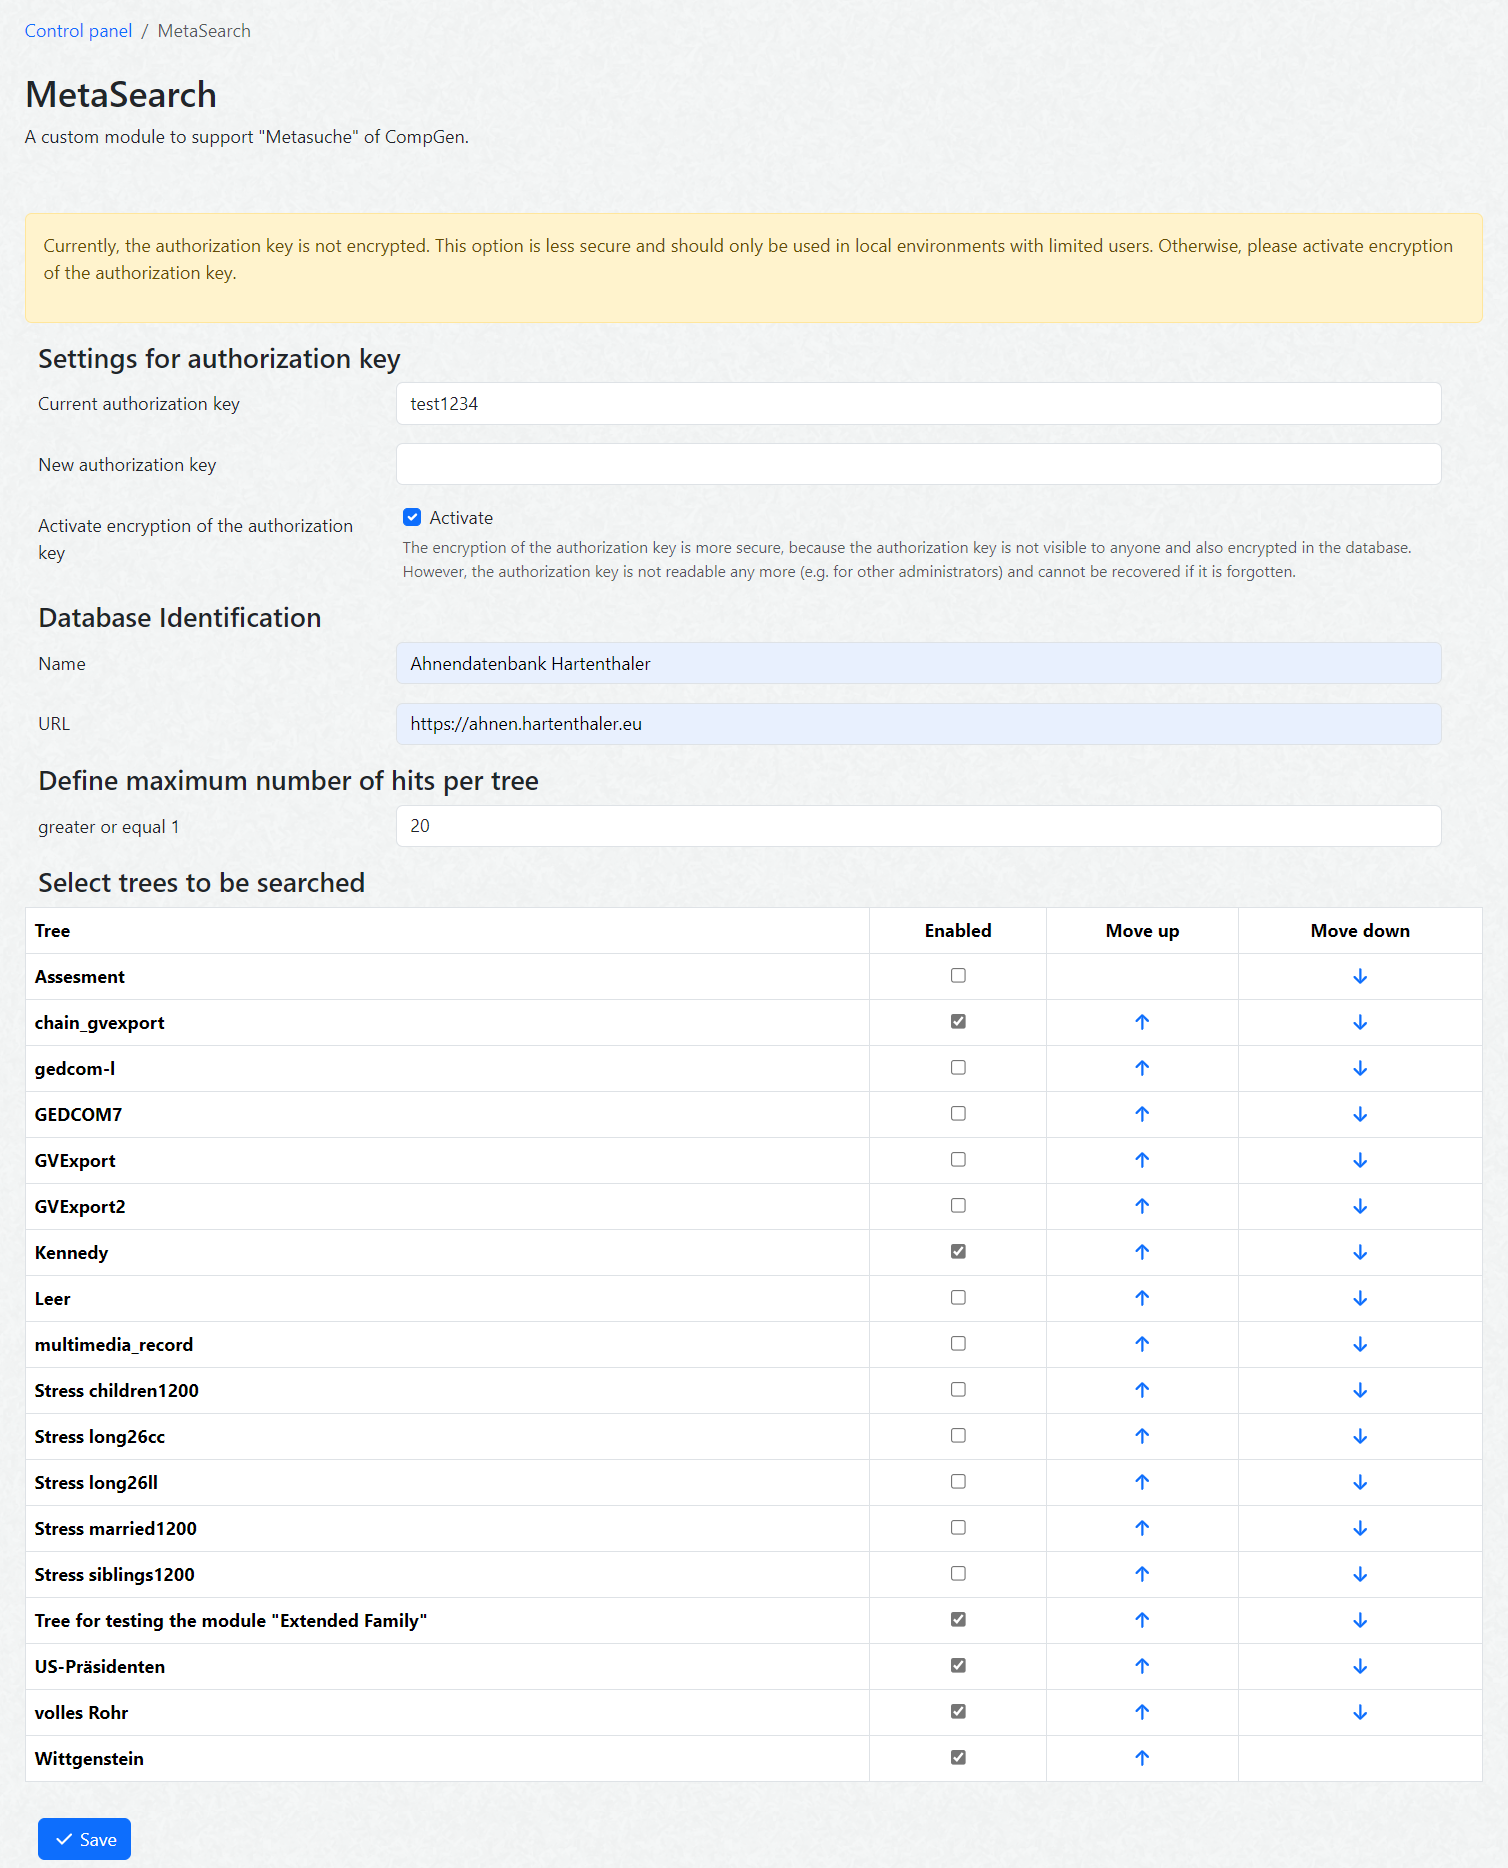 Control panel / MetaSearch
MetaSearch
A custom module to support "Metasuche" of CompGen.
Currently, the authorization key is not encrypted. This option is less secure and should only be used in local environments with limited users. Otherwise, please activate encryption
of the authorization key.
Settings for authorization key
Current authorization key test1234
New authorization key
Activate encryption of the authorization
key
Activate
The encryption of the authorization key is more secure, because the authorization key is not visible to anyone and also encrypted in the database.
However, the authorization key is not readable any more (e.g. for other administrators) and cannot be recovered if it is forgotten.
Database Identification
Name Ahnendatenbank Hartenthaler
URL https://ahnen.hartenthaler.eu
Define maximum number of hits per tree
greater or equal 1 20
Select trees to be searched
Tree Enabled Move up Move down
Assesment
chain_gvexport
gedcom-l
GEDCOM7
GVExport
GVExport2
Kennedy
Leer
multimedia_record
Stress children1200
Stress long26cc
Stress long26ll
Stress married1200
Stress siblings1200
Tree for testing the module "Extended Family"
US-Präsidenten
volles Rohr
Wittgenstein
Save